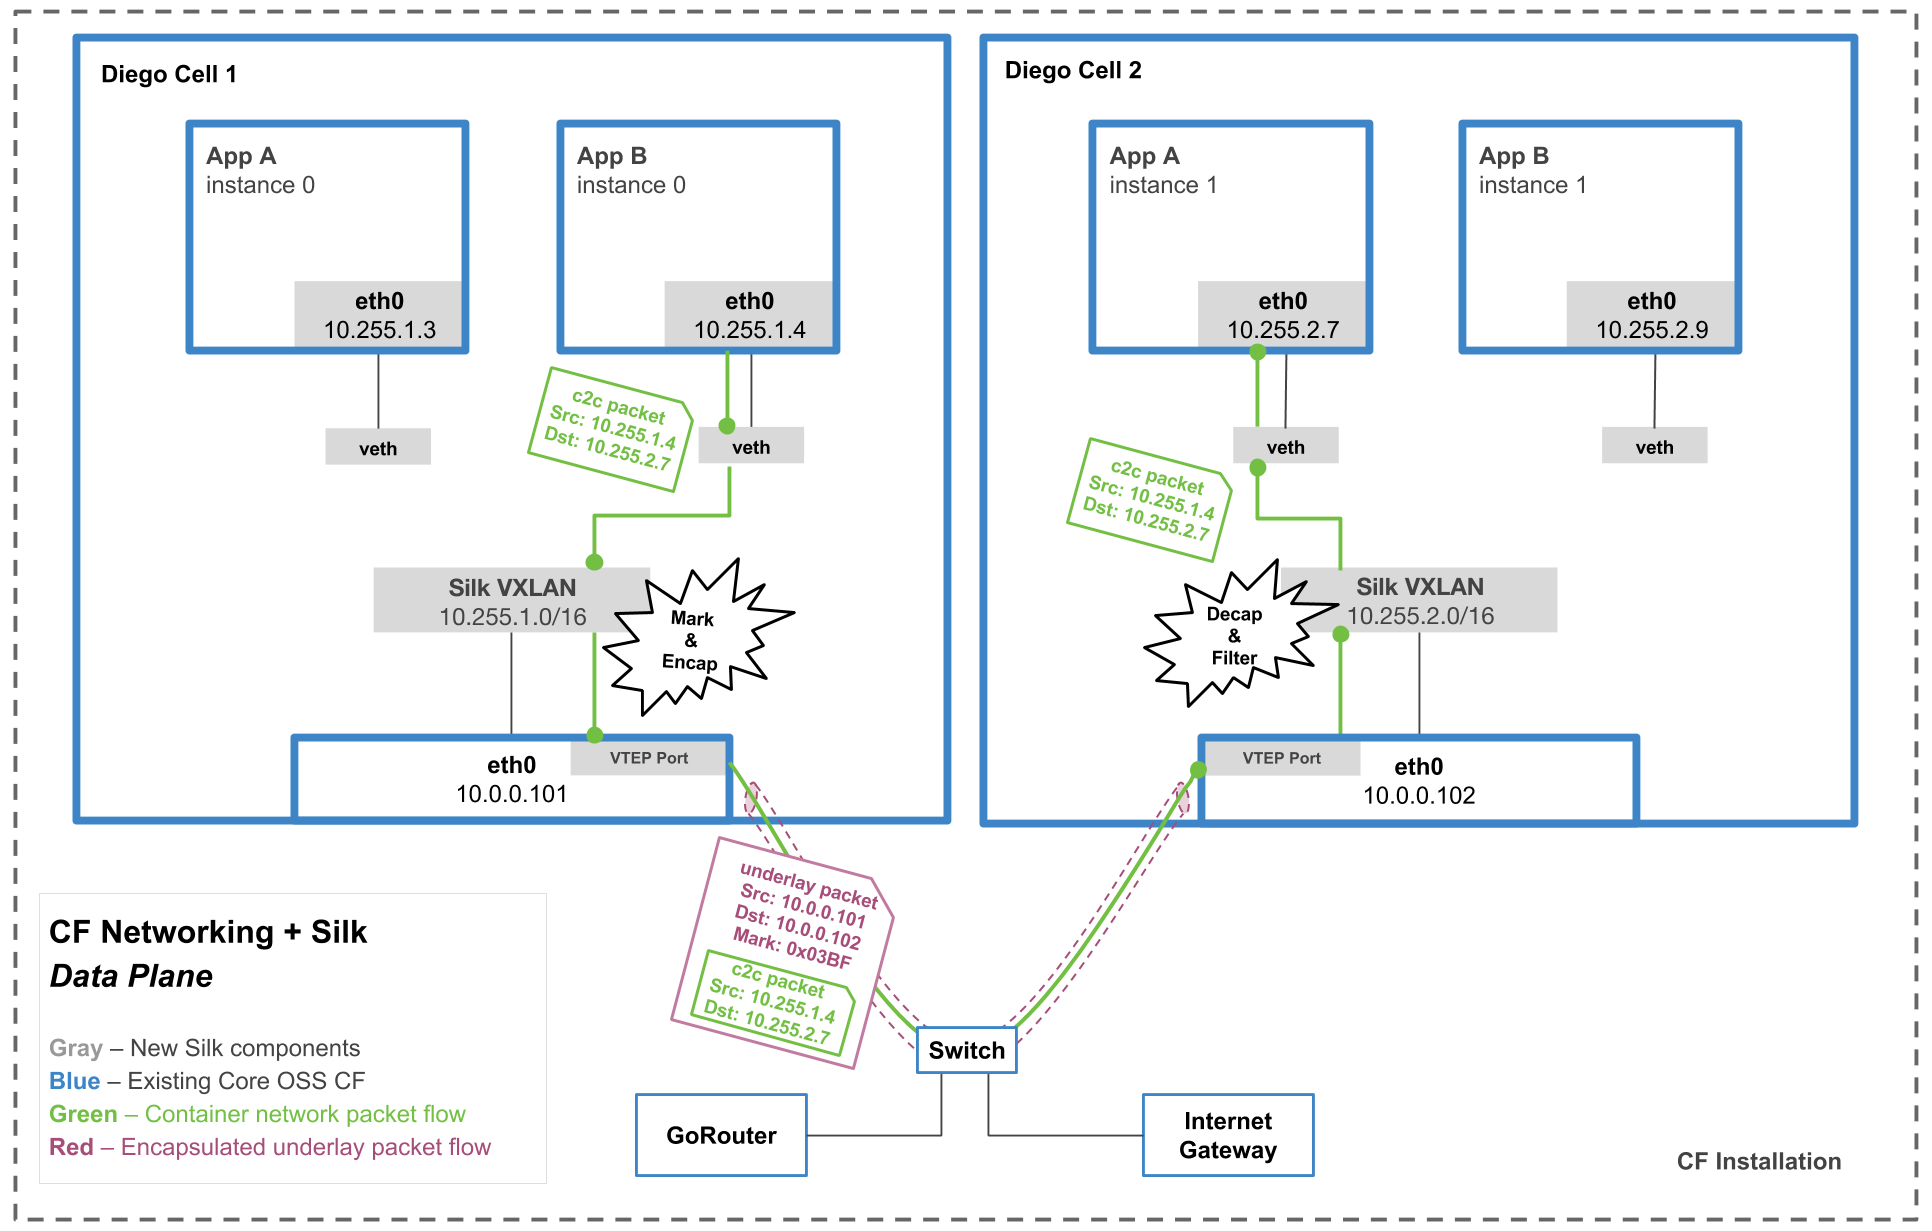 Diego Cell 1
App A
instance 0
eth0
10.255.1.3
veth
App B
instance 0
eth0
10.255.1.4
veth
c2c packet
Src: 10.255.1.4
Dst: 10.255.2.7
Silk VXLAN
10.255.1.0/16
Mark
&
Encap
eth0
10.0.0.101
VTEP Port
Diego Cell 2
App A
instance 1
eth0
10.255.2.7
veth
App B
instance 1
eth0
10.255.2.9
veth
c2c packet
Src: 10.255.1.4
Dst: 10.255.2.7
Decap
&
Filter
Silk VXLAN
10.255.2.0/16
VTEP Port
eth0
10.0.0.102
underlay packet
Src: 10.0.0.101
Dst: 10.0.0.102
Mark: 0x03BF
c2c packet
Src: 10.255.1.4
Dst: 10.255.2.7
Switch
GoRouter
Internet
Gateway
CF Networking + Silk
Data Plane
Gray – New Silk components
Blue – Existing Core OSS CF
Green – Container network packet flow
Red – Encapsulated underlay packet flow
CF Installation